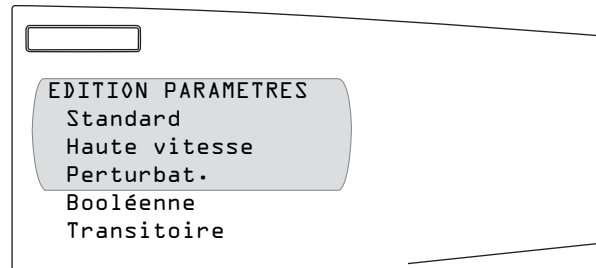 EDITION PARAMETRES
Standard
Haute vitesse
Perturbat.
Booléenne
Transitoire